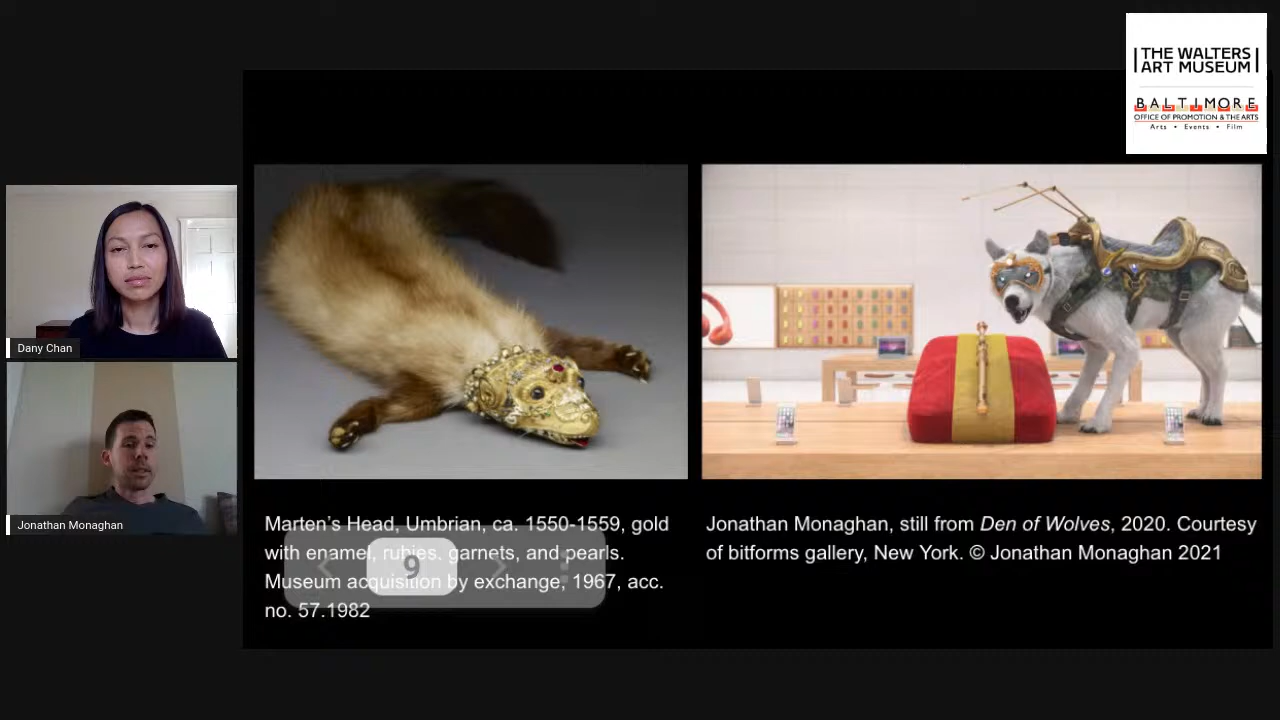 THE WALTERS
ART MUSEUM
BALTIMORE
OFFICE OF PROMOTION & THE ARTS
Arts • Events • Film
Dany Chan
Jonathan Monaghan
Marten's Head, Umbrian, ca. 1550-1559, gold
with enamel, rubies, garnets, and pearls.
Museum acquisition by exchange, 1967, acc.
no. 57.1982
9
Jonathan Monaghan, still from Den of Wolves, 2020. Courtesy
of bitforms gallery, New York. © Jonathan Monaghan 2021